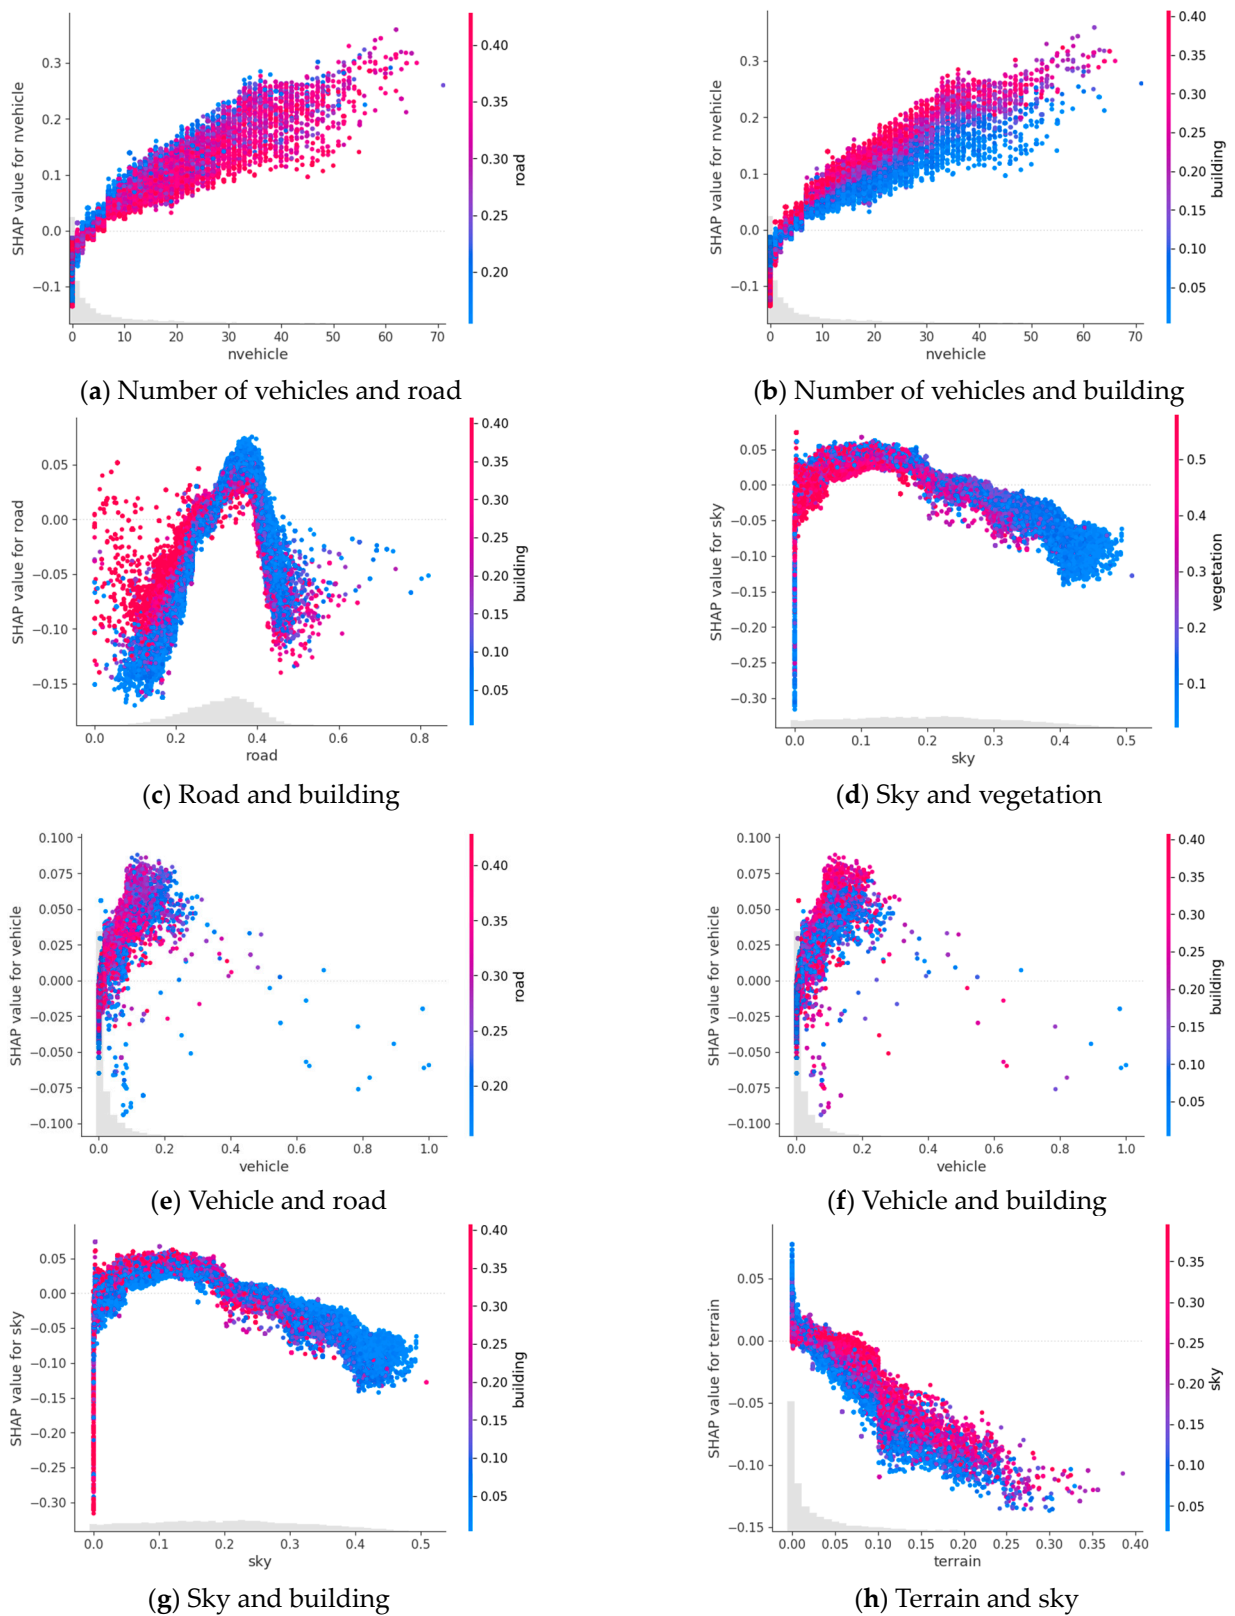 SHAP value for nvehicle
0.3
0.2
0.1
0.0
−0.1
0 10 20 30 40 50 60 70
nvehicle
0.40
0.35
0.30
0.25
0.20
road
(a) Number of vehicles and road
SHAP value for nvehicle
0.3
0.2
0.1
0.0
−0.1
0 10 20 30 40 50 60 70
nvehicle
0.40
0.35
0.30
0.25
0.20
0.15
0.10
0.05
building
(b) Number of vehicles and building
SHAP value for road
0.05
0.00
−0.05
−0.10
−0.15
0.0 0.2 0.4 0.6 0.8
road
0.40
0.35
0.30
0.25
0.20
0.15
0.10
0.05
building
(c) Road and building
SHAP value for sky
0.05
0.00
−0.05
−0.10
−0.15
−0.20
−0.25
−0.30
0.0 0.1 0.2 0.3 0.4 0.5
sky
0.5
0.4
0.3
0.2
0.1
vegetation
(d) Sky and vegetation
SHAP value for vehicle
0.100
0.075
0.050
0.025
0.000
−0.025
−0.050
−0.075
−0.100
0.0 0.2 0.4 0.6 0.8 1.0
vehicle
0.40
0.35
0.30
0.25
0.20
road
(e) Vehicle and road
SHAP value for vehicle
0.100
0.075
0.050
0.025
0.000
−0.025
−0.050
−0.075
−0.100
0.0 0.2 0.4 0.6 0.8 1.0
vehicle
0.40
0.35
0.30
0.25
0.20
0.15
0.10
0.05
building
(f) Vehicle and building
SHAP value for sky
0.05
0.00
−0.05
−0.10
−0.15
−0.20
−0.25
−0.30
0.0 0.1 0.2 0.3 0.4 0.5
sky
0.40
0.35
0.30
0.25
0.20
0.15
0.10
0.05
building
(g) Sky and building
SHAP value for terrain
0.05
0.00
−0.05
−0.10
−0.15
0.00 0.05 0.10 0.15 0.20 0.25 0.30 0.35 0.40
terrain
0.35
0.30
0.25
0.20
0.15
0.10
0.05
sky
(h) Terrain and sky